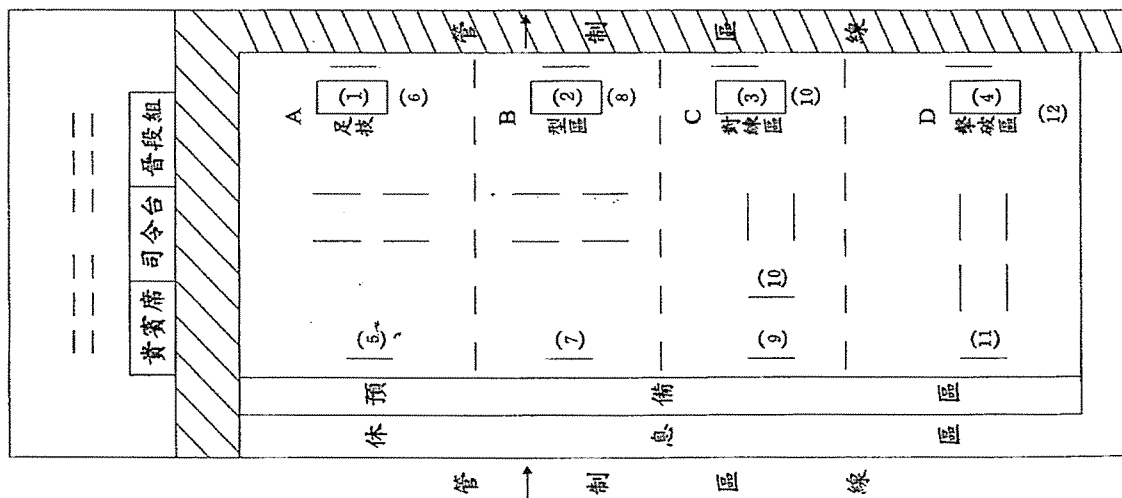 貴賓席
司令台
晉段組
管制區線
休息區
預備區
(5)
A
足技
(1)
(6)
(7)
B
型區
(2)
(8)
(9)
(10)
C
對練區
(3)
(10)
(11)
D
擊破區
(4)
(12)
管制區線